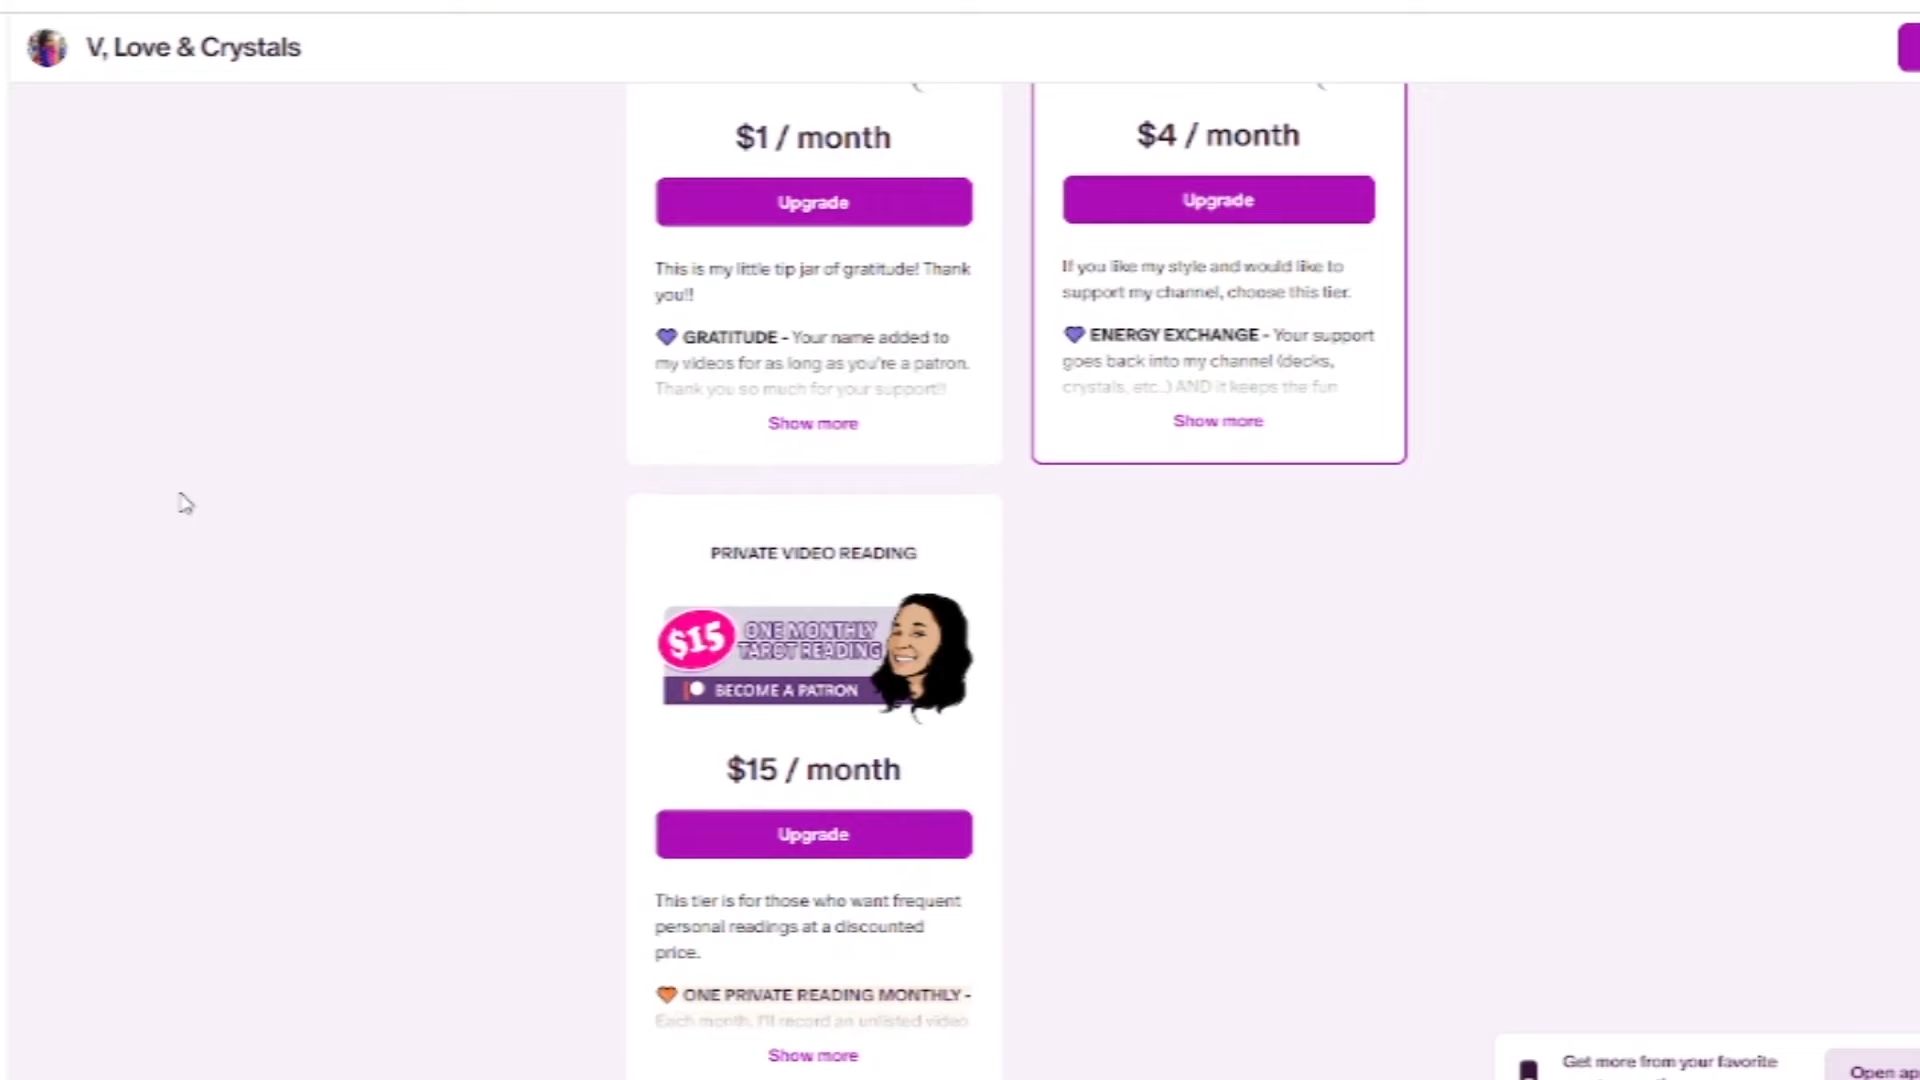 V, Love & Crystals
$1 / month
Upgrade
This is my little tip jar of gratitude! Thank
you!!
💜 GRATITUDE - Your name added to
my videos for as long as you're a patron.
Thank you so much for your support!!
Show more
$4 / month
Upgrade
If you like my style and would like to
support my channel, choose this tier.
💜 ENERGY EXCHANGE - Your support
goes back into my channel (decks,
crystals, etc..) AND it keeps the fun
Show more
PRIVATE VIDEO READING
$15
ONE MONTHLY
TAROT READING
BECOME A PATRON
$15 / month
Upgrade
This tier is for those who want frequent
personal readings at a discounted
price.
🧡 ONE PRIVATE READING MONTHLY -
Each month, I'll record an unlisted video
Show more
Get more from your favorite
Open ap